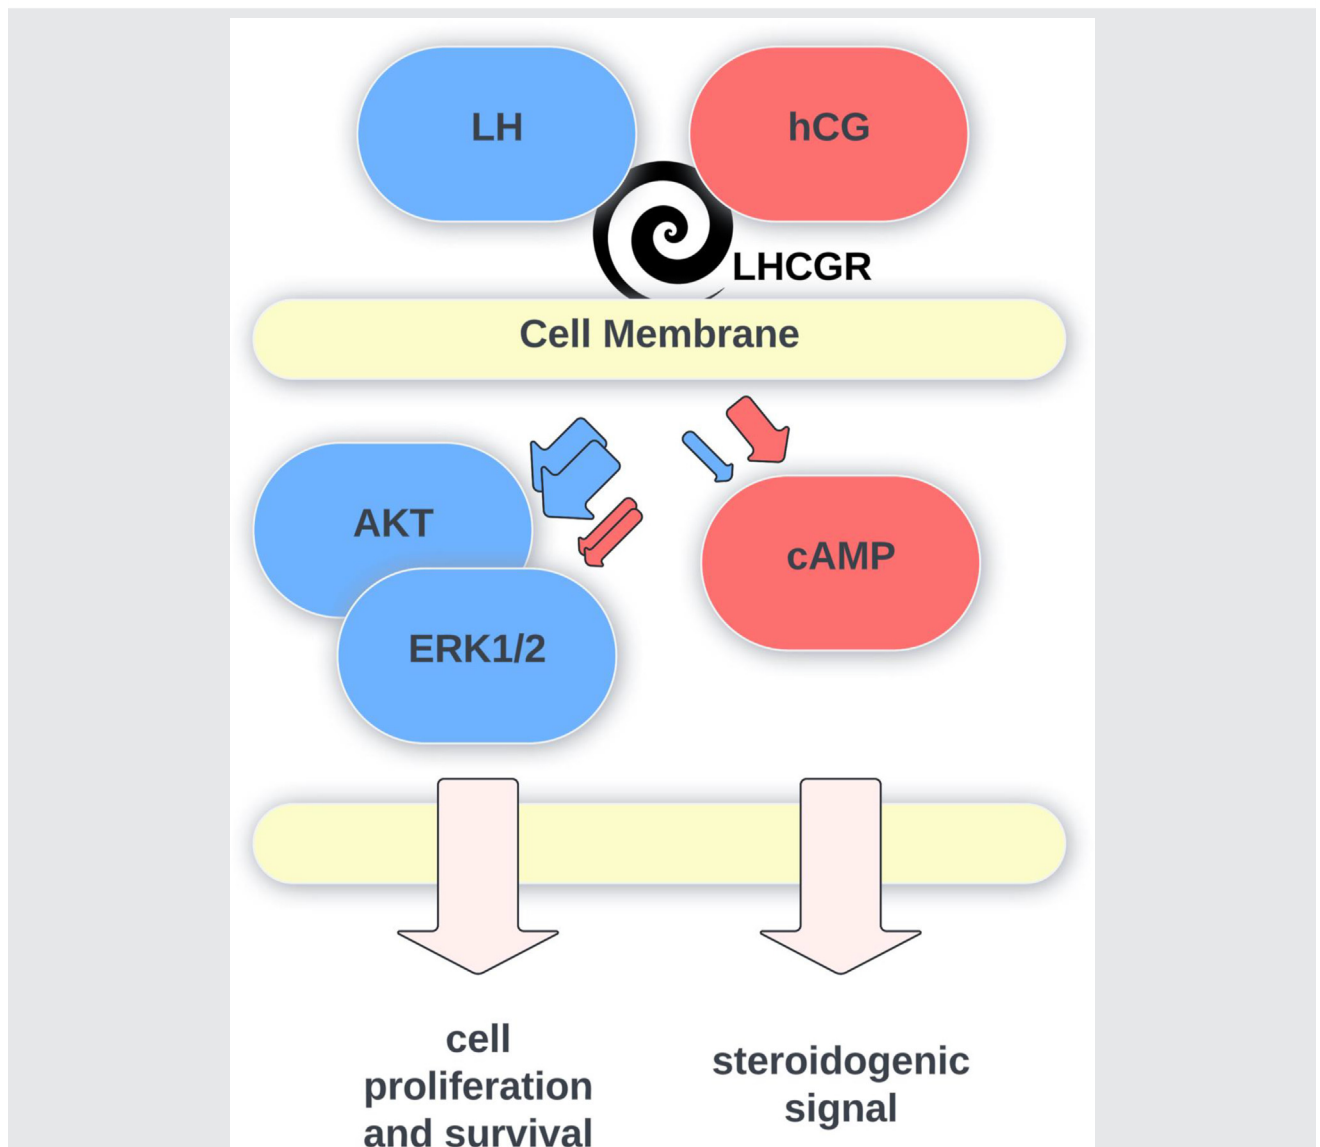 LH
hCG
LHCGR
Cell Membrane
AKT
cAMP
ERK1/2
cell
proliferation
and survival
steroidogenic
signal